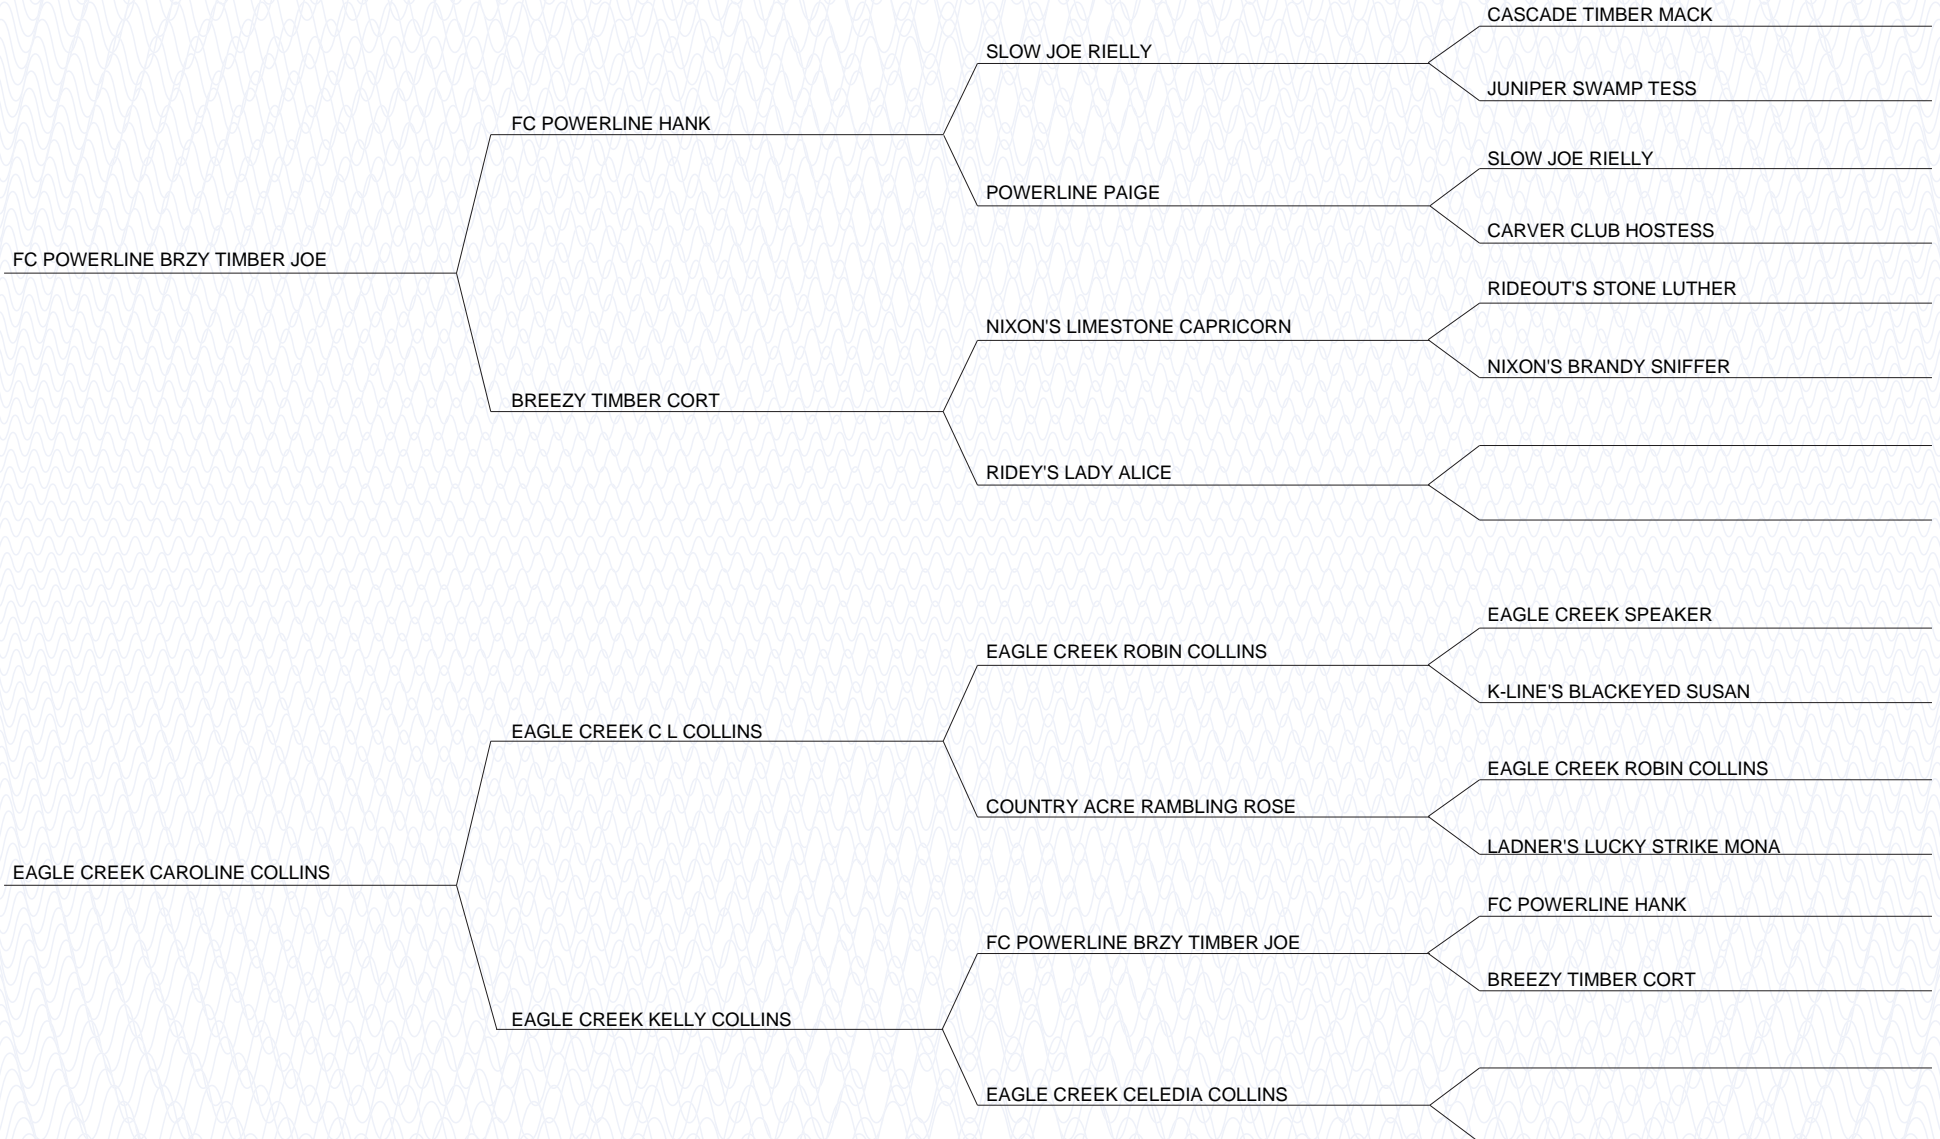 CASCADE TIMBER MACK
SLOW JOE RIELLY
JUNIPER SWAMP TESS
FC POWERLINE HANK
SLOW JOE RIELLY
POWERLINE PAIGE
CARVER CLUB HOSTESS
FC POWERLINE BRZY TIMBER JOE
RIDEOUT'S STONE LUTHER
NIXON'S LIMESTONE CAPRICORN
NIXON'S BRANDY SNIFFER
BREEZY TIMBER CORT
RIDEY'S LADY ALICE
EAGLE CREEK SPEAKER
EAGLE CREEK ROBIN COLLINS
K-LINE'S BLACKEYED SUSAN
EAGLE CREEK C L COLLINS
EAGLE CREEK ROBIN COLLINS
COUNTRY ACRE RAMBLING ROSE
LADNER'S LUCKY STRIKE MONA
EAGLE CREEK CAROLINE COLLINS
FC POWERLINE HANK
FC POWERLINE BRZY TIMBER JOE
BREEZY TIMBER CORT
EAGLE CREEK KELLY COLLINS
EAGLE CREEK CELEDIA COLLINS